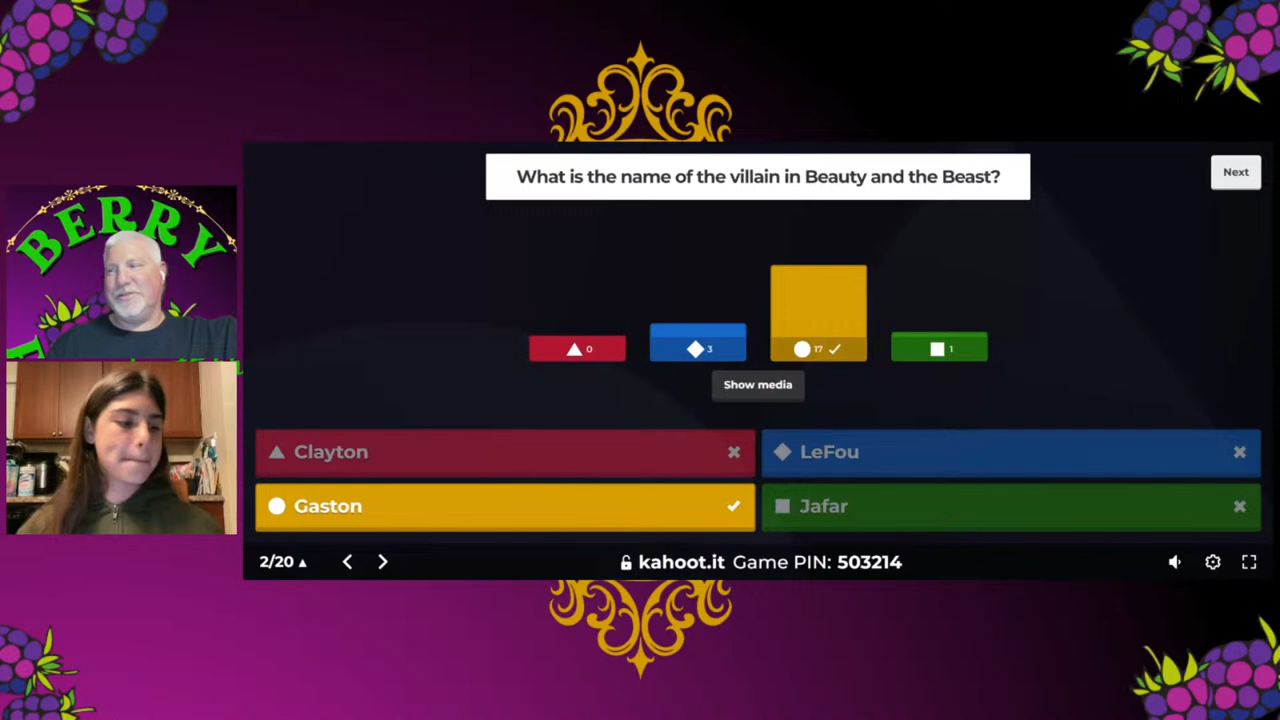 BERRY
What is the name of the villain in Beauty and the Beast?
Next
0
3
17
1
Show media
Clayton
LeFou
Gaston
Jafar
2/20
kahoot.it Game PIN: 503214